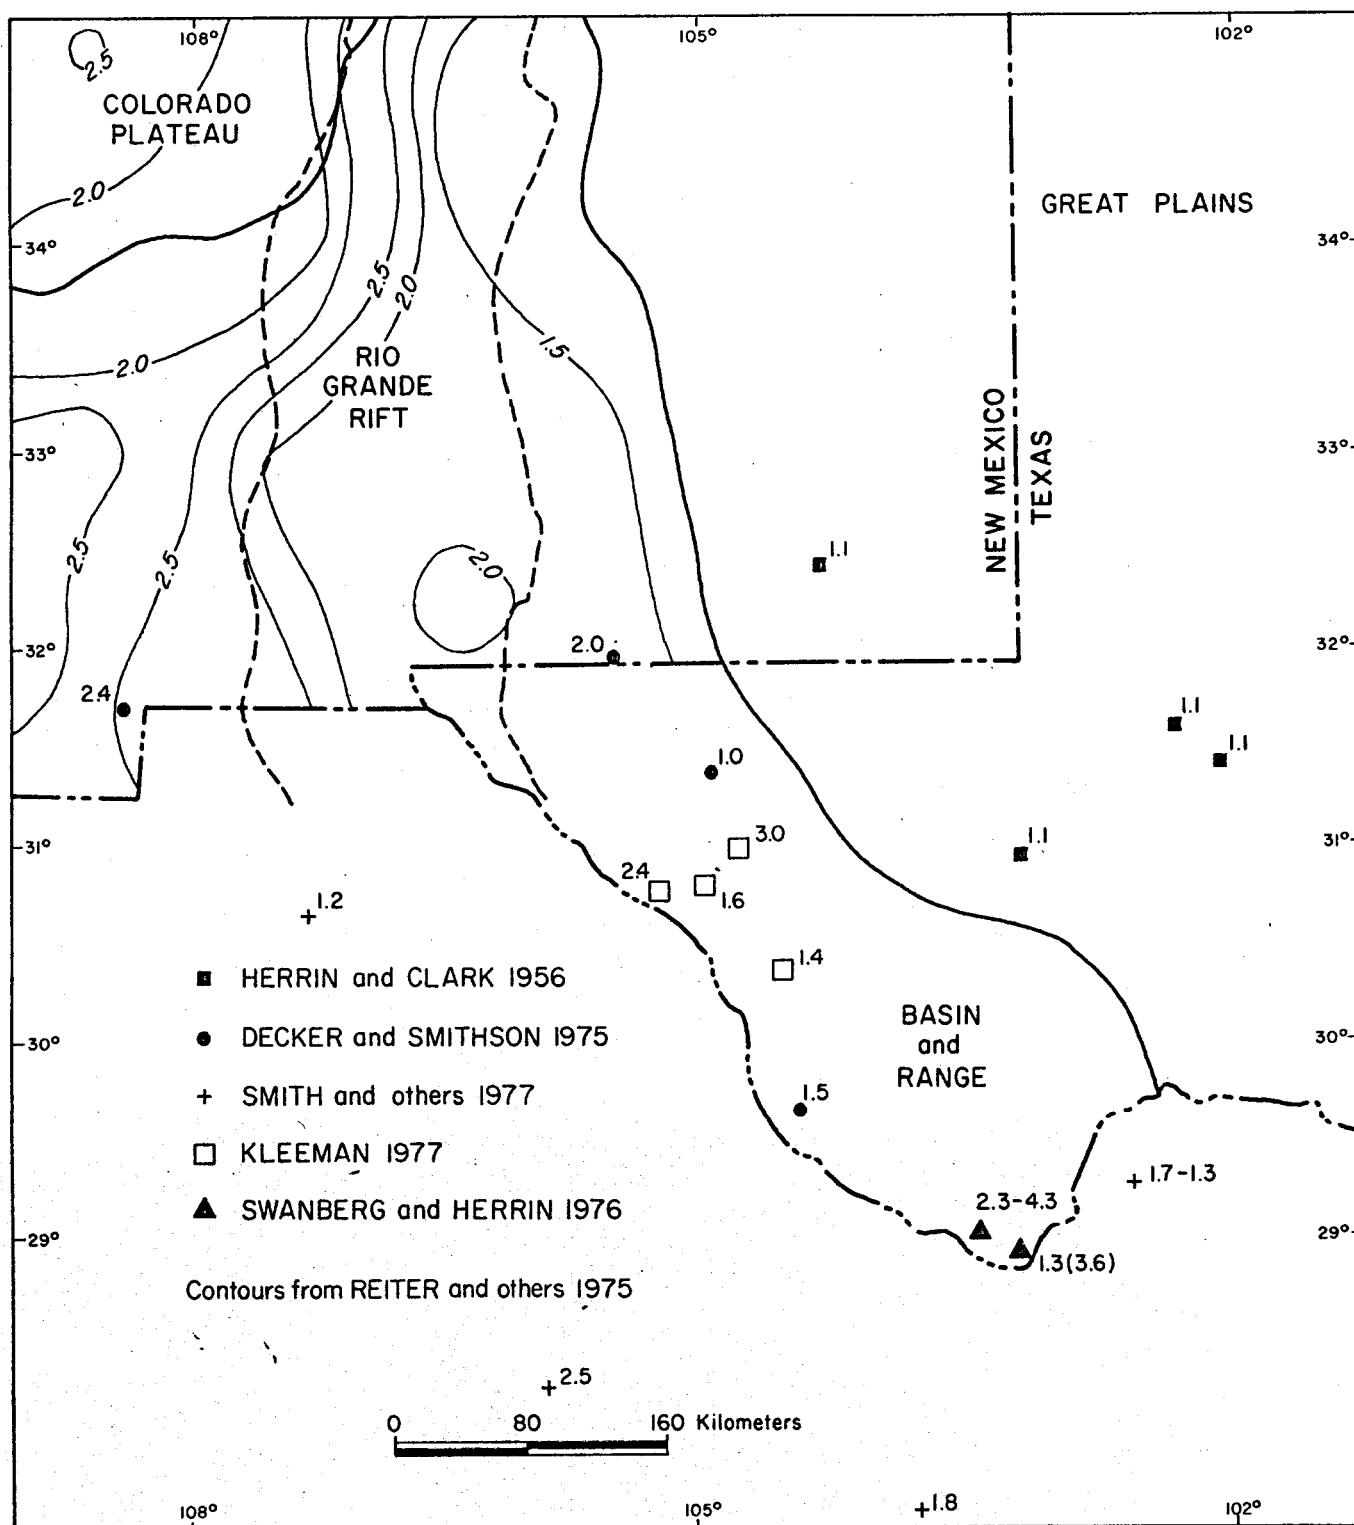 108°
105°
102°
2.5
COLORADO
PLATEAU
2.0
GREAT PLAINS
34°
34°
2.5
2.0
1.5
2.0
RIO
GRANDE
RIFT
NEW MEXICO
TEXAS
33°
33°
2.5
2.5
2.0
1.1
32°
2.0
32°
2.4
1.1
1.0
1.1
31°
3.0
1.1
31°
2.4
1.6
1.2
1.4
HERRIN and CLARK 1956
BASIN
and
RANGE
30°
DECKER and SMITHSON 1975
30°
SMITH and others 1977
1.5
KLEEMAN 1977
1.7-1.3
SWANBERG and HERRIN 1976
2.3-4.3
29°
29°
1.3(3.6)
Contours from REITER and others 1975
2.5
0 80 160 Kilometers
108°
105°
1.8
102°